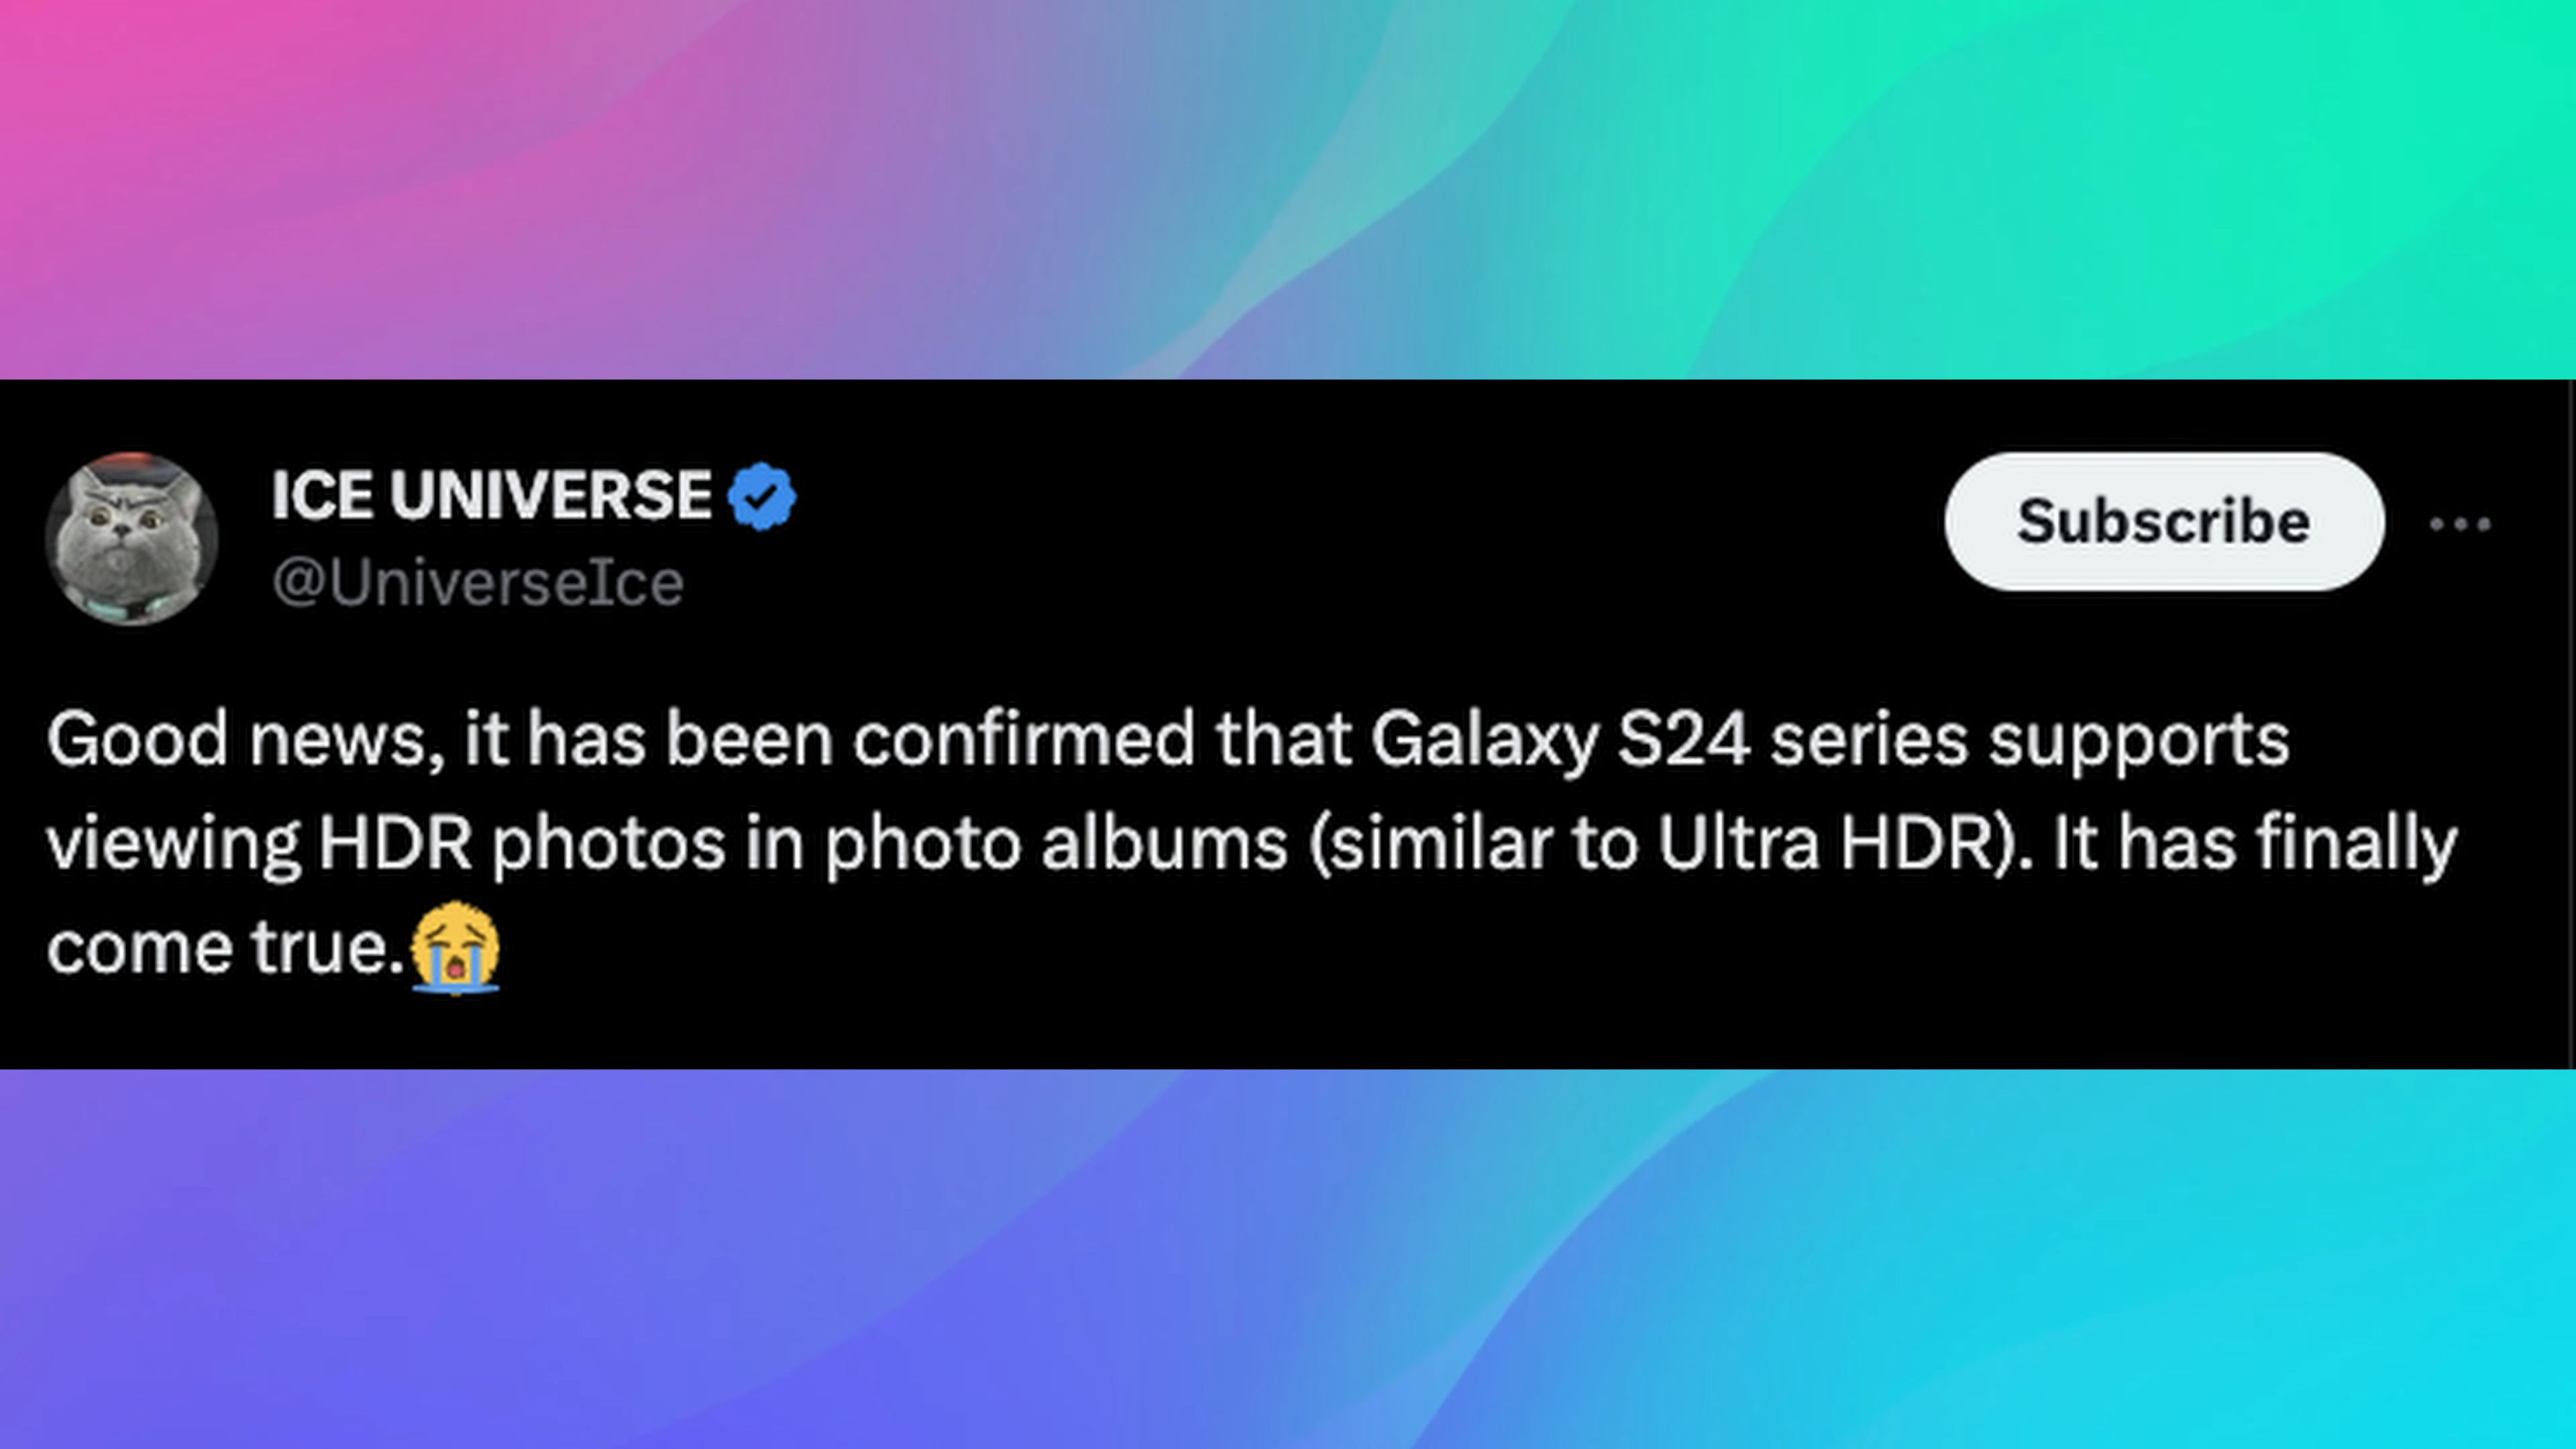 ICE UNIVERSE
@UniverseIce
Subscribe
Good news, it has been confirmed that Galaxy S24 series supports
viewing HDR photos in photo albums (similar to Ultra HDR). It has finally
come true.😭